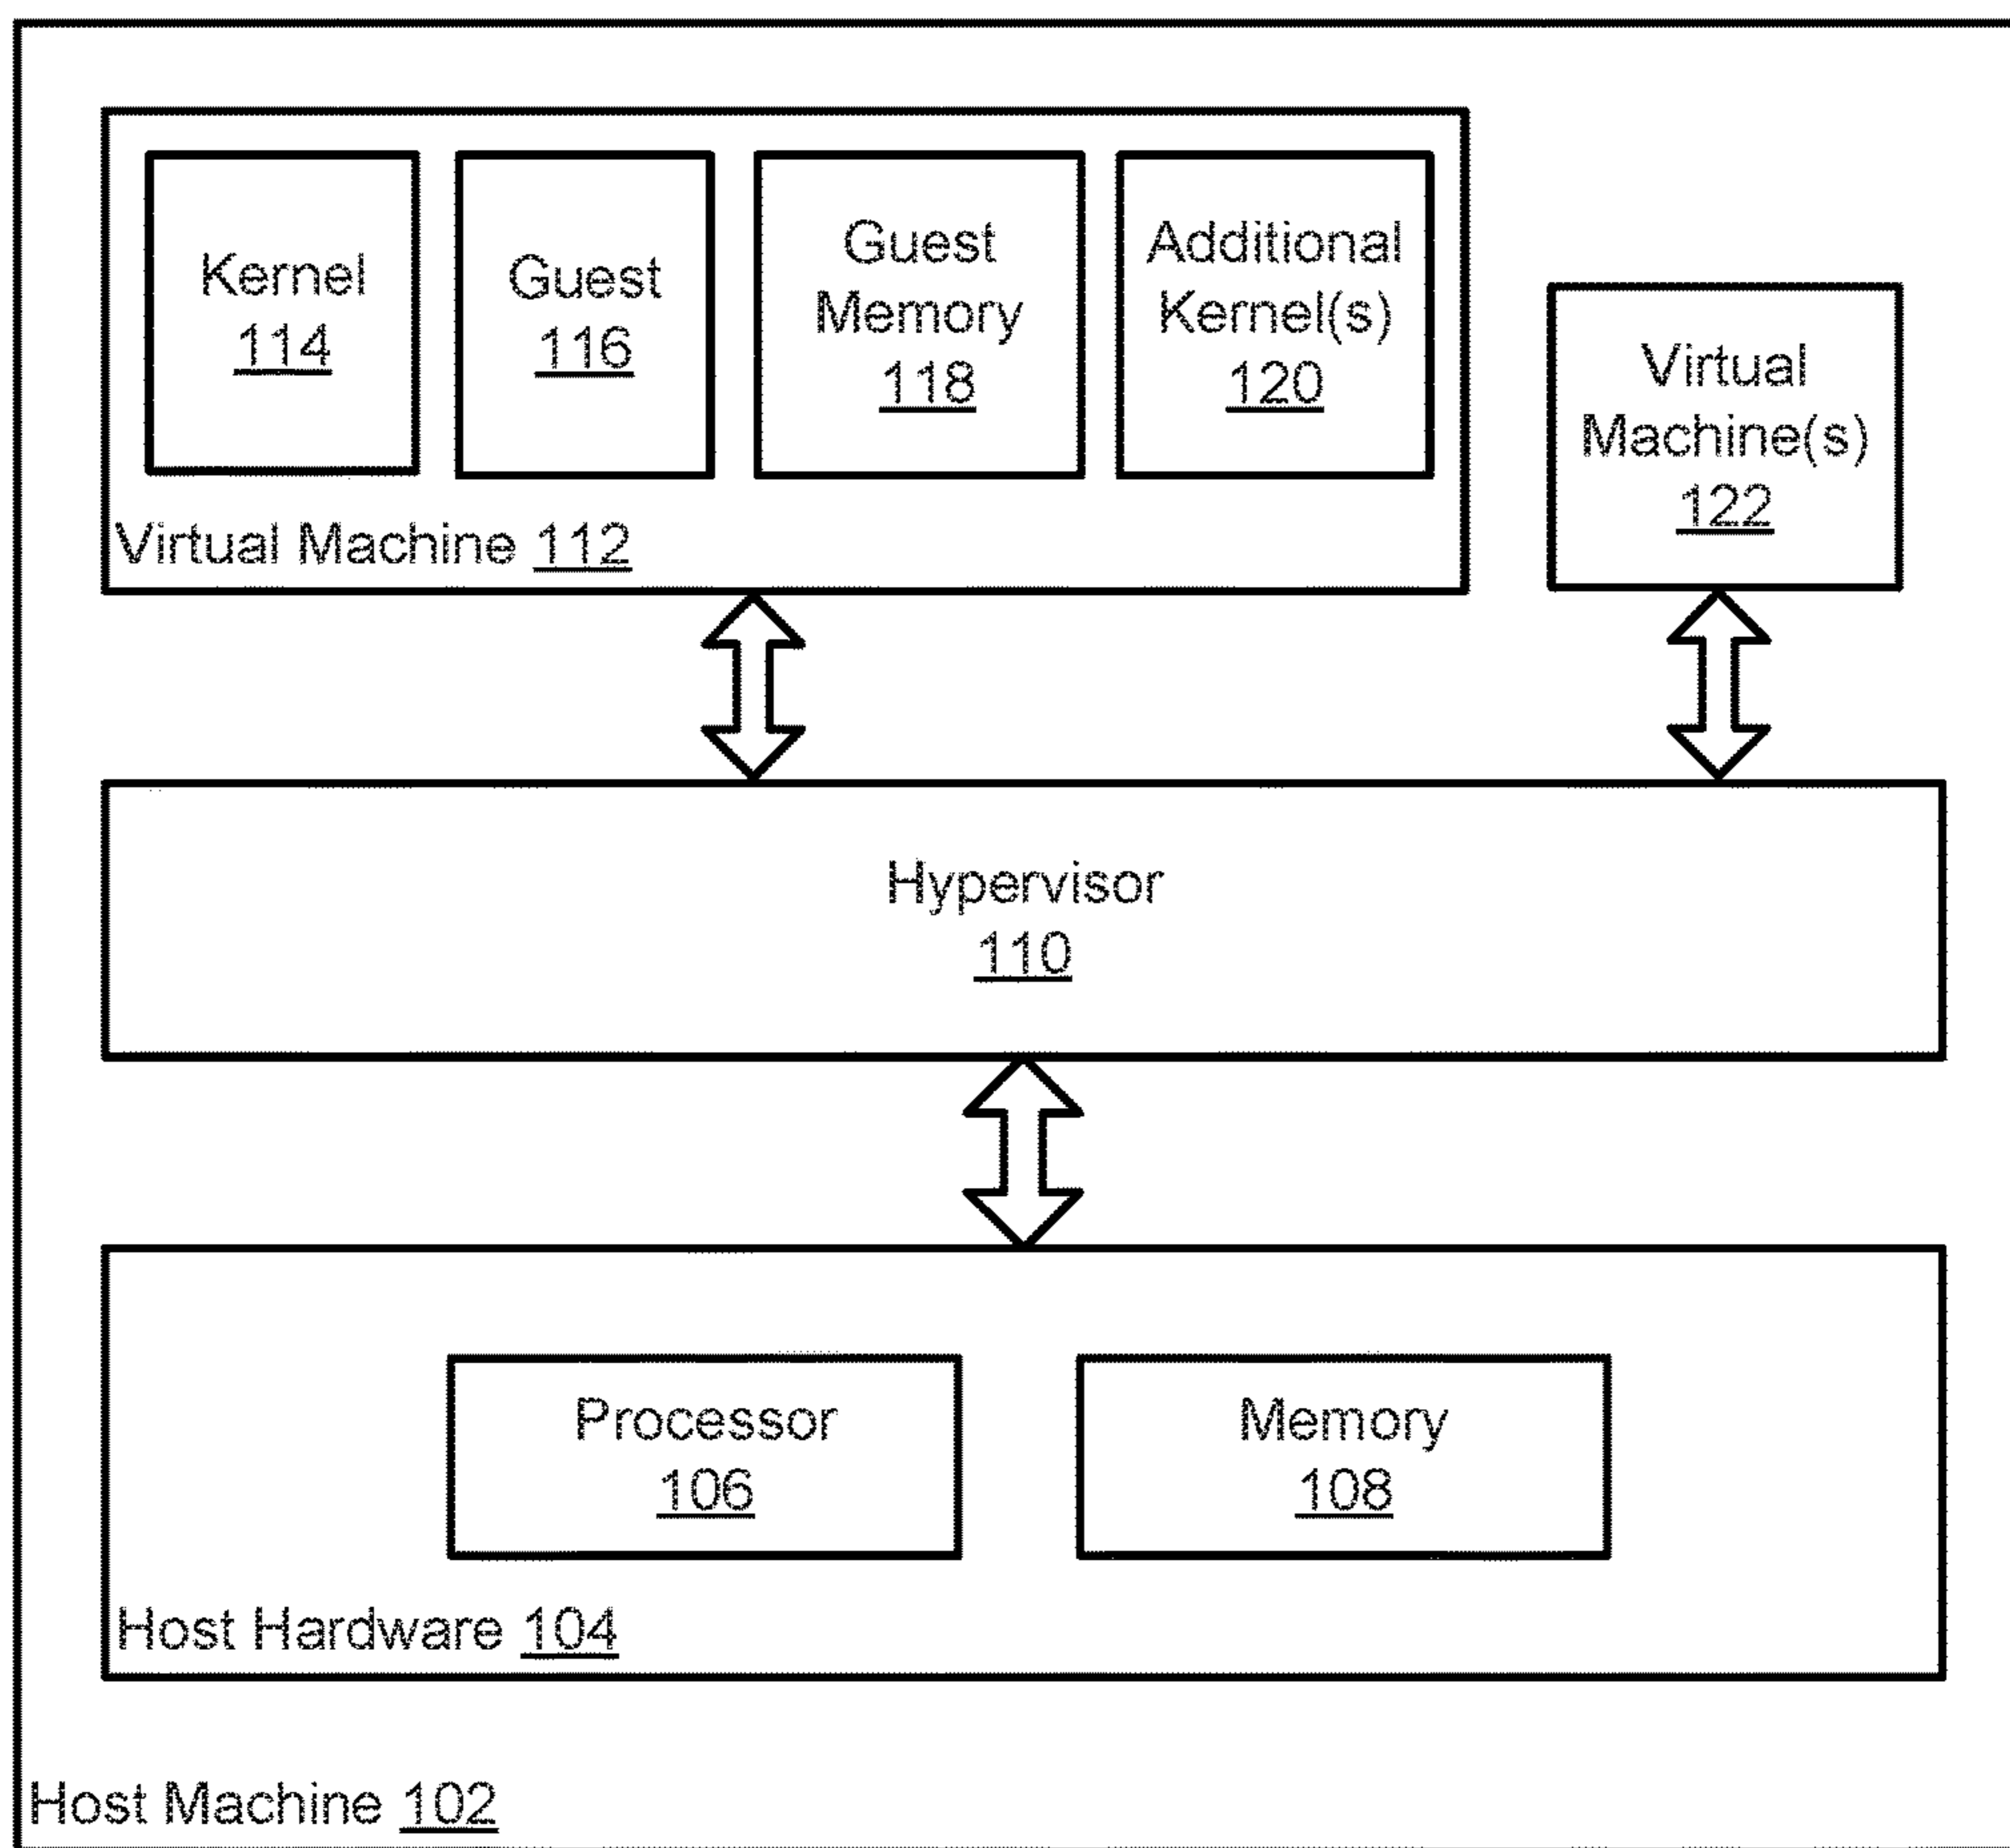 Kernel
114
Guest
116
Guest
Memory
118
Additional
Kernel(s)
120
Virtual Machine 112
Virtual
Machine(s)
122
Hypervisor
110
Processor
106
Memory
108
Host Hardware 104
Host Machine 102